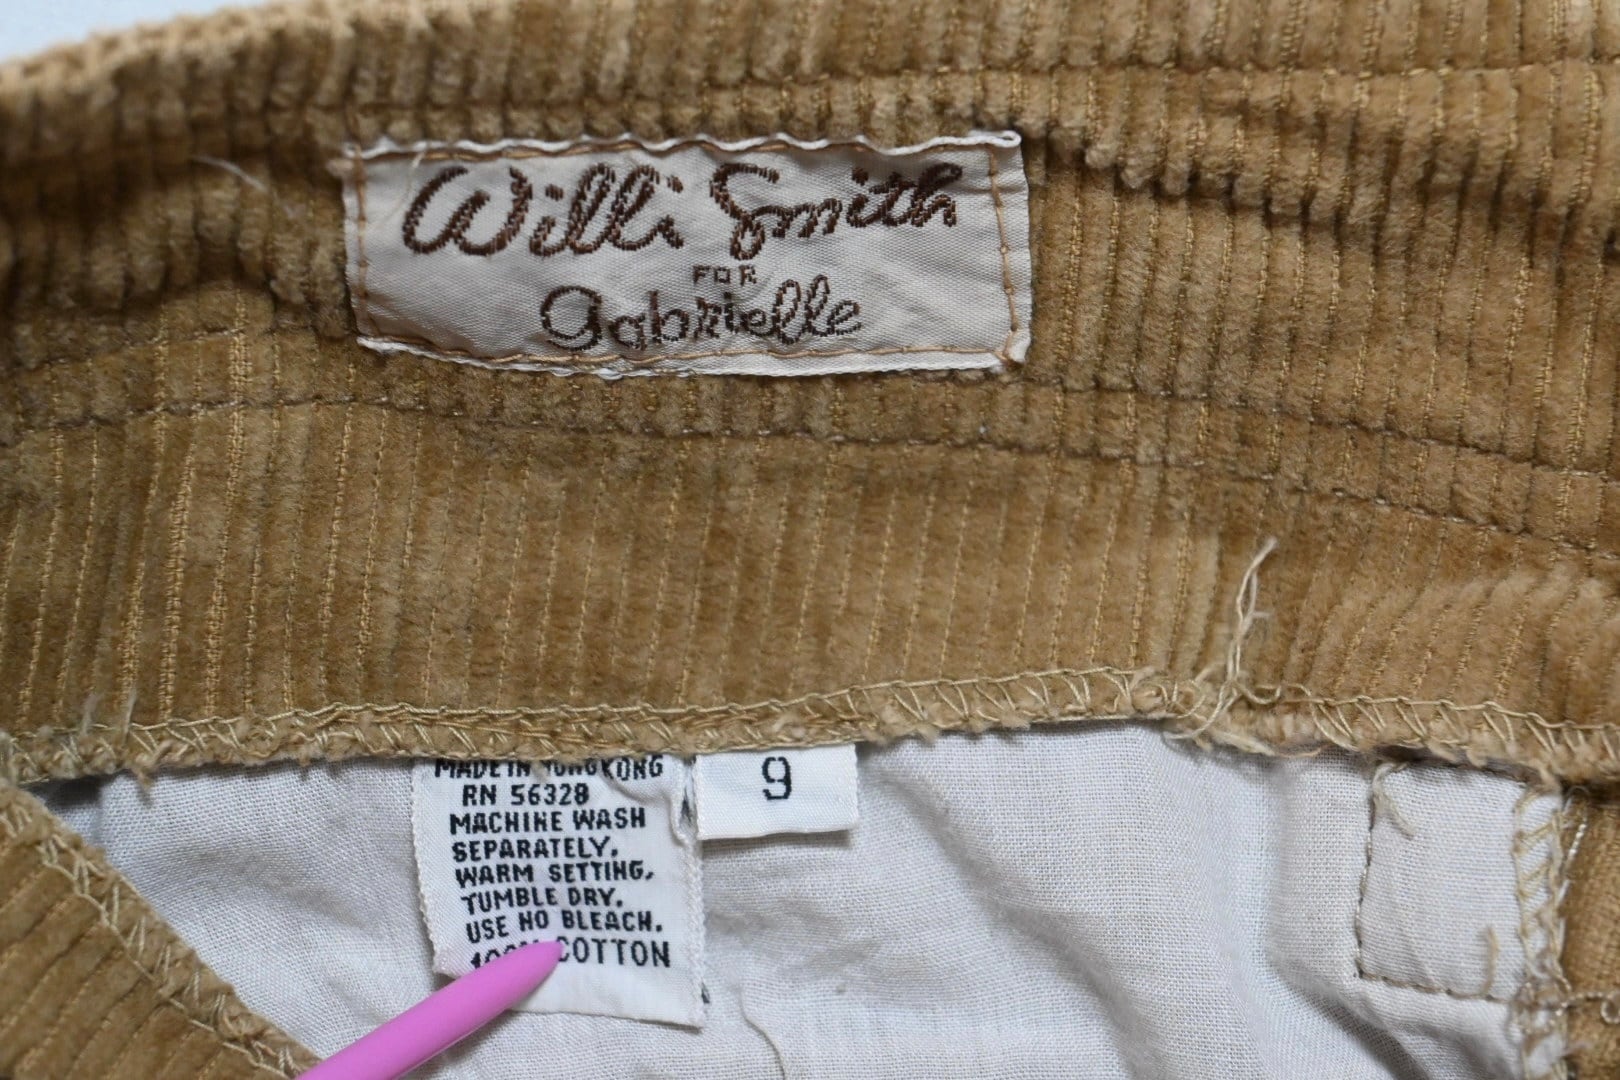 Willi Smith
FOR
Gabrielle
MADE IN HONG KONG
RN 56328
MACHINE WASH
SEPARATELY.
WARM SETTING,
TUMBLE DRY.
USE NO BLEACH.
100% COTTON
9